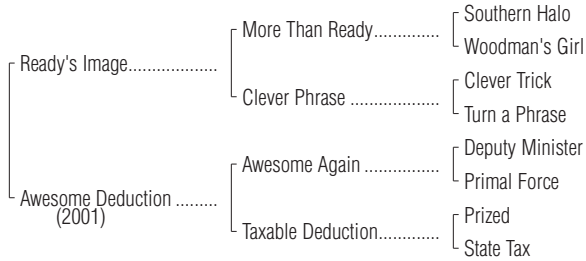 Southern Halo
More Than Ready..................
Woodman's Girl
Ready's Image......................
Clever Trick
Clever Phrase ......................
Turn a Phrase
Deputy Minister
Awesome Again ..................
Primal Force
Awesome Deduction ..........
(2001)
Prized
Taxable Deduction...............
State Tax